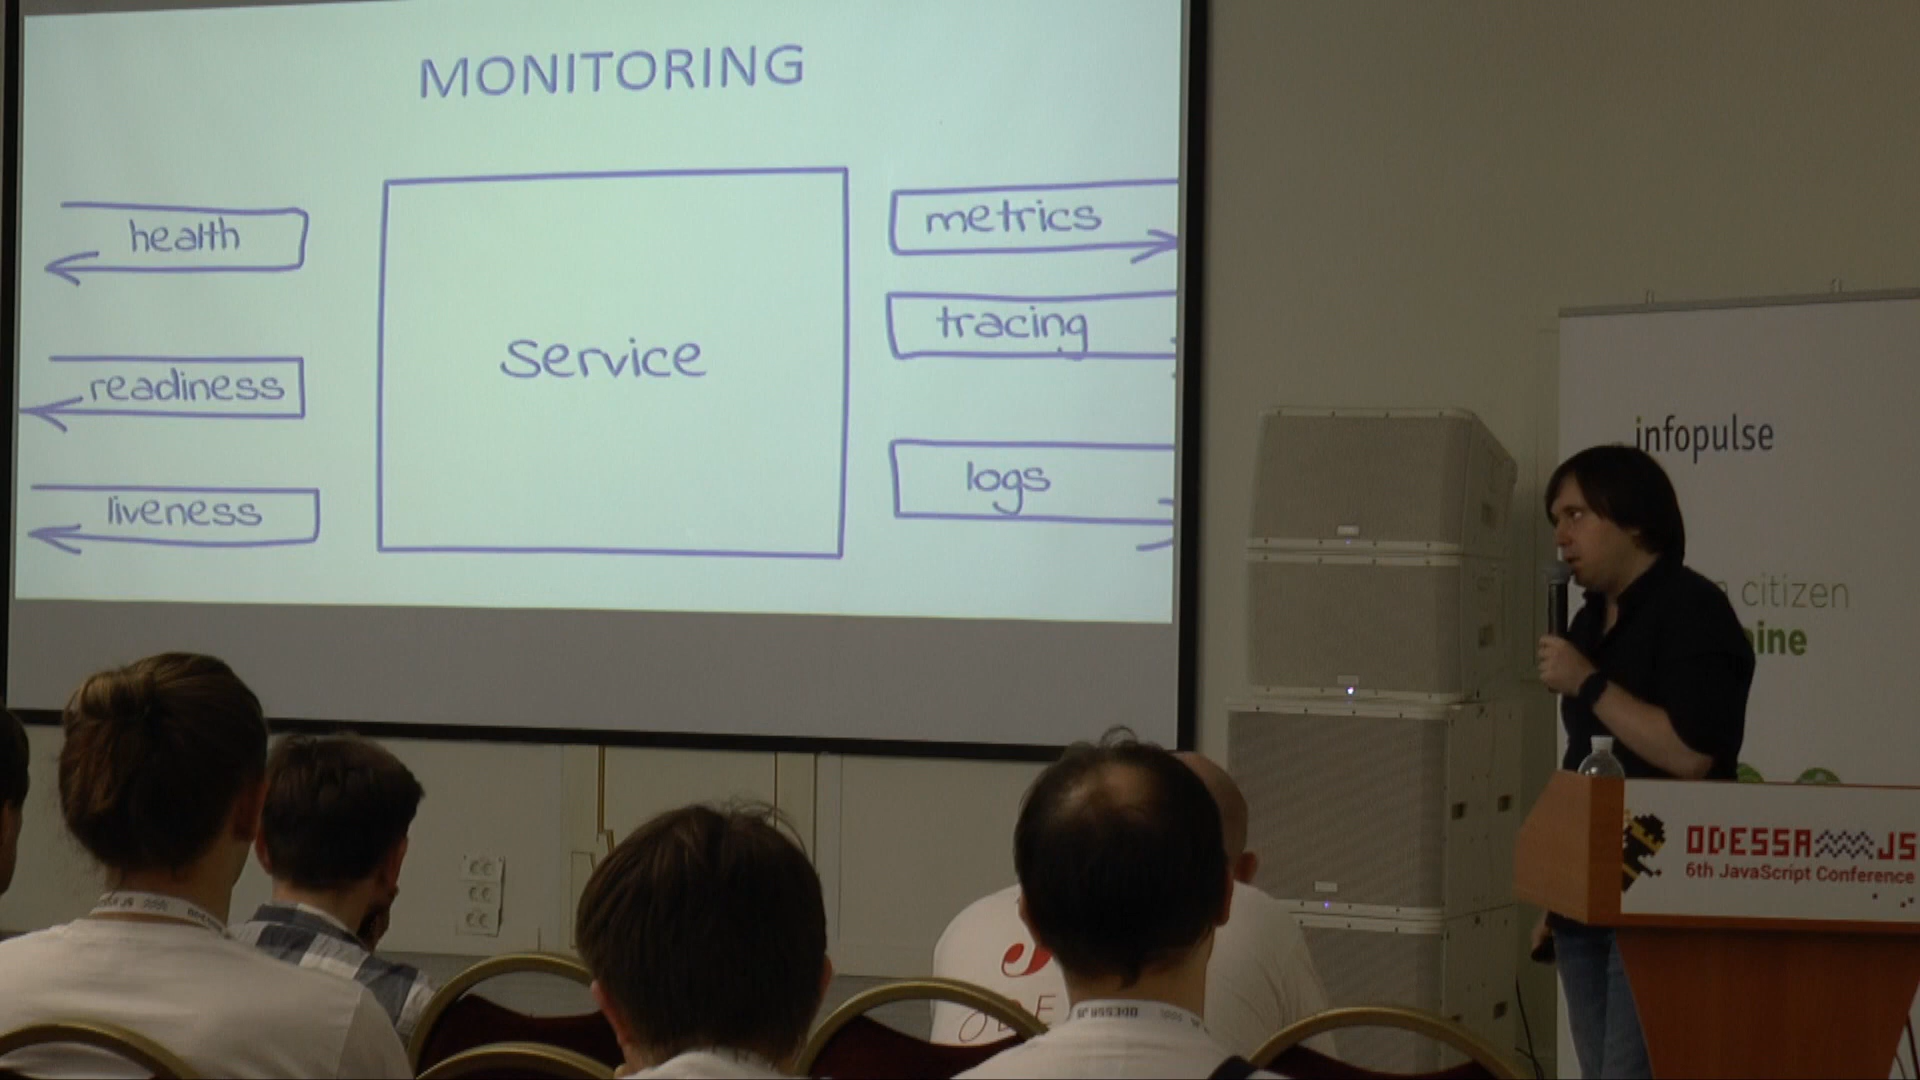 MONITORING
health
readiness
liveness
Service
metrics
tracing
logs
infopulse
citizen
ODESSA JS
6th JavaScript Conference